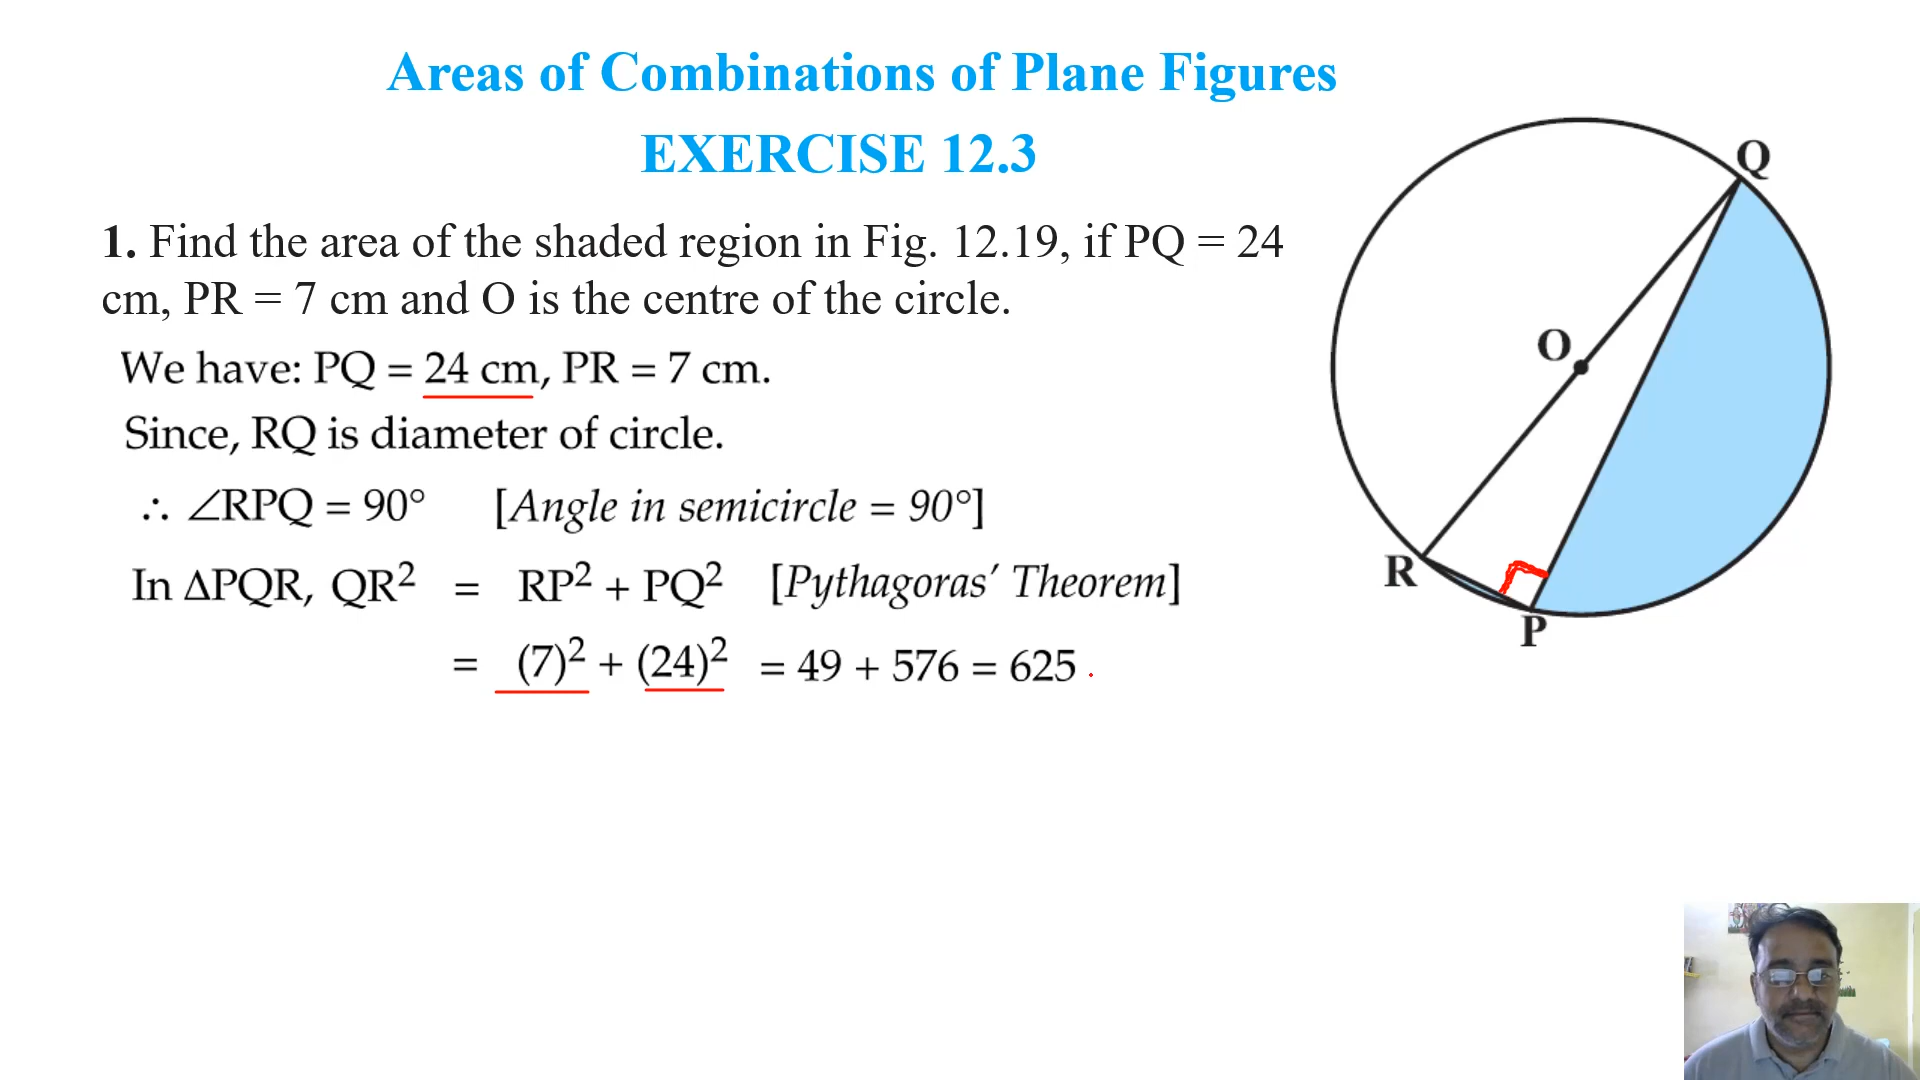 Areas of Combinations of Plane Figures
EXERCISE 12.3
1. Find the area of the shaded region in Fig. 12.19, if PQ = 24
cm, PR = 7 cm and O is the centre of the circle.
We have: PQ = 24 cm, PR = 7 cm.
Since, RQ is diameter of circle.
∴ ∠RPQ = 90° [Angle in semicircle = 90°]
In ΔPQR, QR² = RP² + PQ² [Pythagoras’ Theorem]
= (7)² + (24)² = 49 + 576 = 625
Q
O
R
P